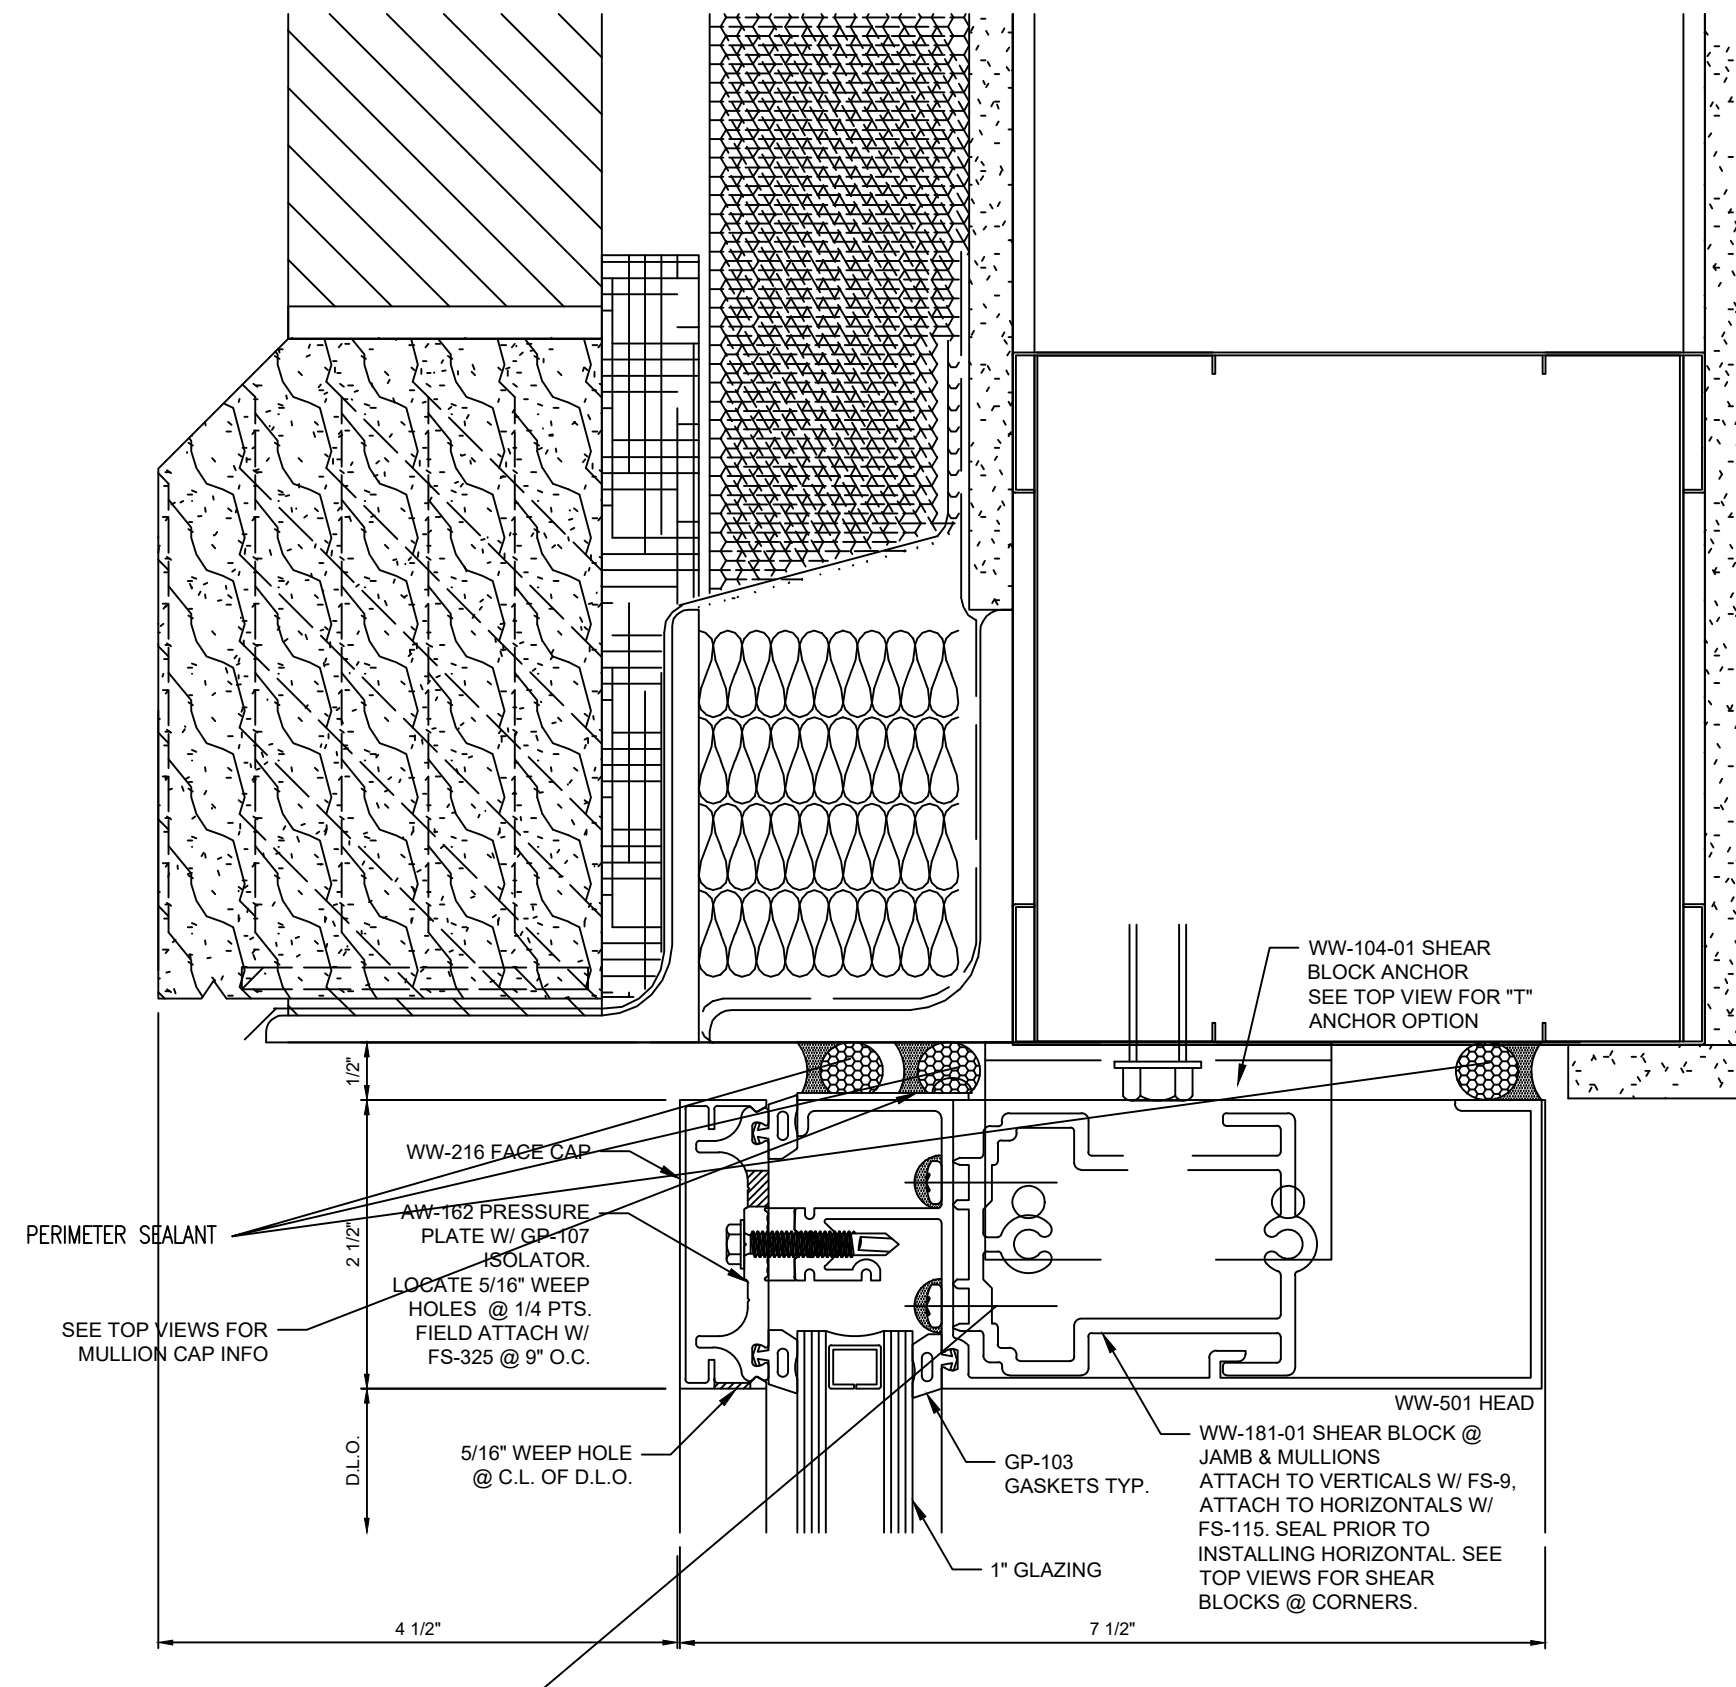 WW-104-01 SHEAR
BLOCK ANCHOR
SEE TOP VIEW FOR "T"
ANCHOR OPTION
1/2"
WW-216 FACE CAP
AW-162 PRESSURE
PLATE W/ GP-107
ISOLATOR.
LOCATE 5/16" WEEP
HOLES @ 1/4 PTS.
FIELD ATTACH W/
FS-325 @ 9" O.C.
PERIMETER SEALANT
2 1/2"
SEE TOP VIEWS FOR
MULLION CAP INFO
WW-501 HEAD
WW-181-01 SHEAR BLOCK @
JAMB & MULLIONS
ATTACH TO VERTICALS W/ FS-9,
ATTACH TO HORIZONTALS W/
FS-115. SEAL PRIOR TO
INSTALLING HORIZONTAL. SEE
TOP VIEWS FOR SHEAR
BLOCKS @ CORNERS.
D.L.O.
5/16" WEEP HOLE
@ C.L. OF D.L.O.
GP-103
GASKETS TYP.
1" GLAZING
4 1/2"
7 1/2"